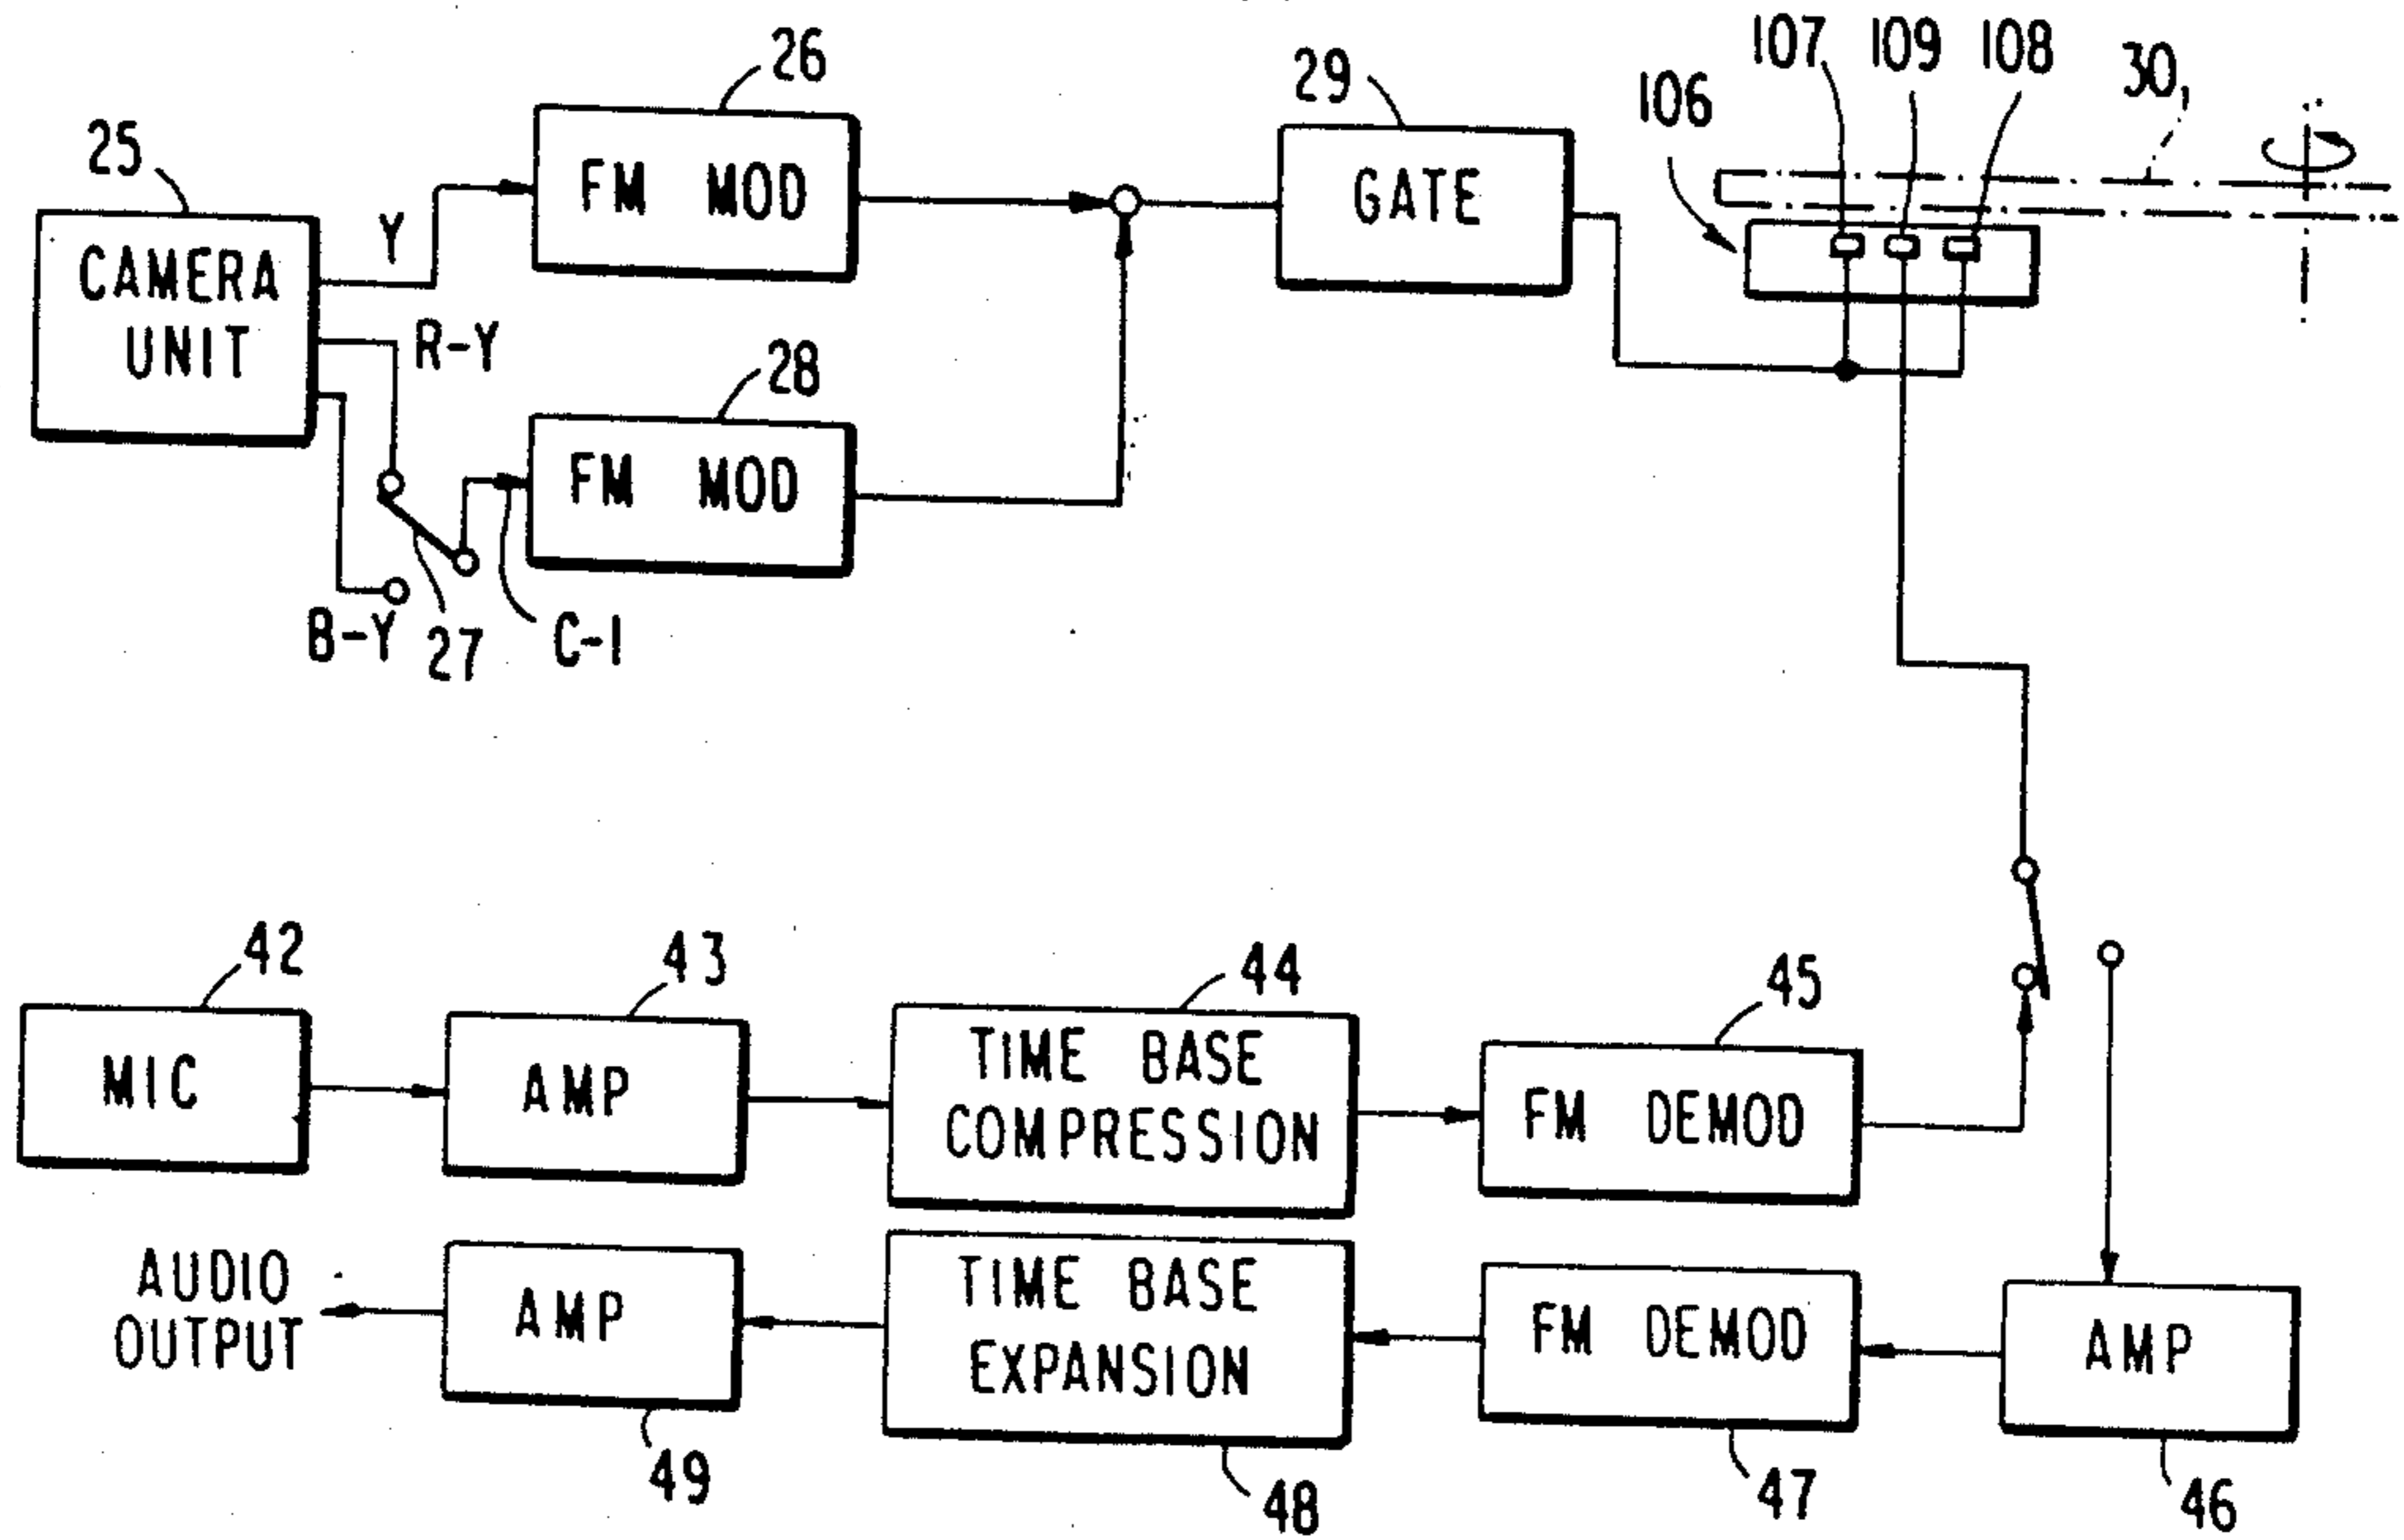 26
29
107 109 108
30
106
25
FM MOD
GATE
CAMERA
UNIT
Y
R-Y
28
FM MOD
B-Y
27
C-1
42
43
44
45
MIC
AMP
TIME BASE
COMPRESSION
FM DEMOD
AUDIO
OUTPUT
AMP
TIME BASE
EXPANSION
FM DEMOD
AMP
49
48
47
46